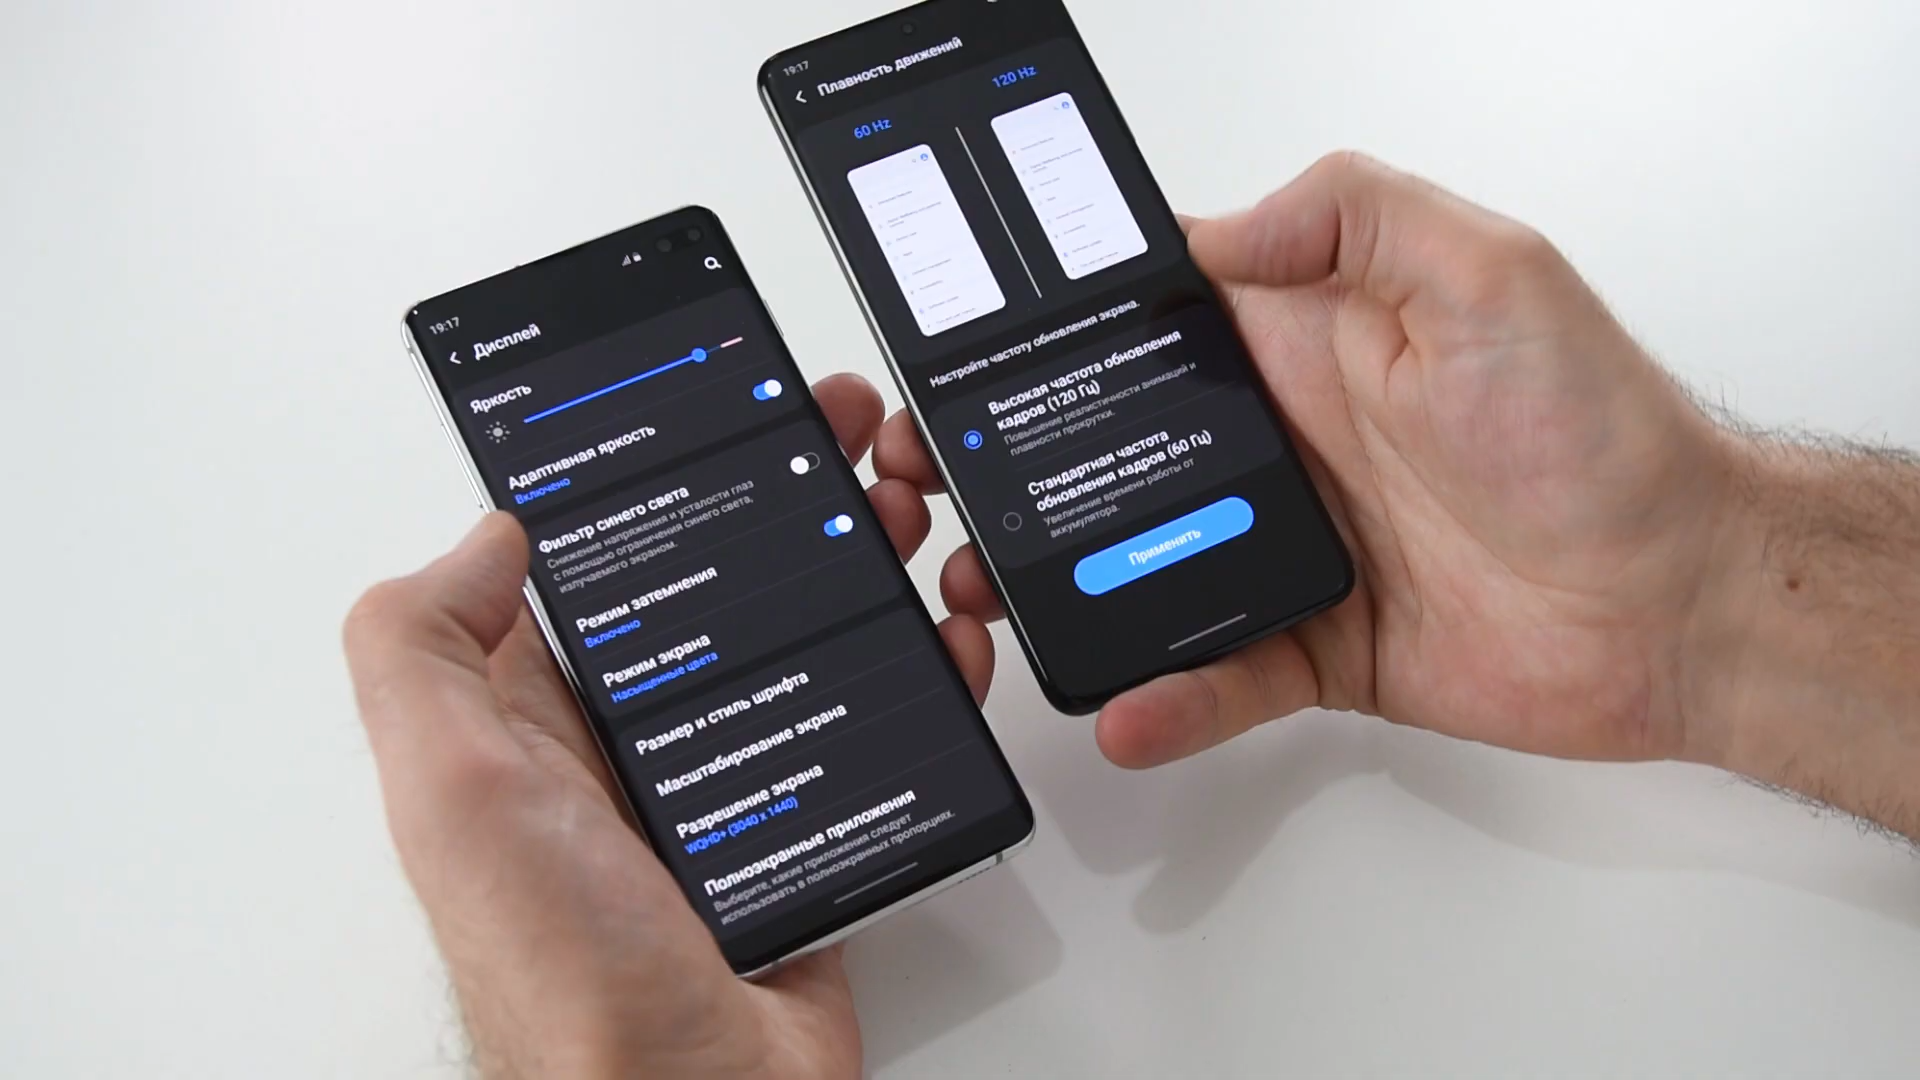 19:17
Дисплей
Яркость
Адаптивная яркость
Включено
Фильтр синего света
Снижение напряжения и усталости глаз
с помощью ограничения синего света,
излучаемого экраном.
Режим затемнения
Включено
Режим экрана
Насыщенные цвета
Размер и стиль шрифта
Масштабирование экрана
Разрешение экрана
WQHD+ (3040 x 1440)
Полноэкранные приложения
Выберите, какие приложения следует
использовать в полноэкранных пропорциях.
19:17
Плавность движений
60 Hz
120 Hz
Настройте частоту обновления экрана.
Высокая частота обновления
кадров (120 Гц)
Повышение реалистичности анимаций и
плавности прокрутки.
Стандартная частота
обновления кадров (60 Гц)
Увеличение времени работы от
аккумулятора.
Применить